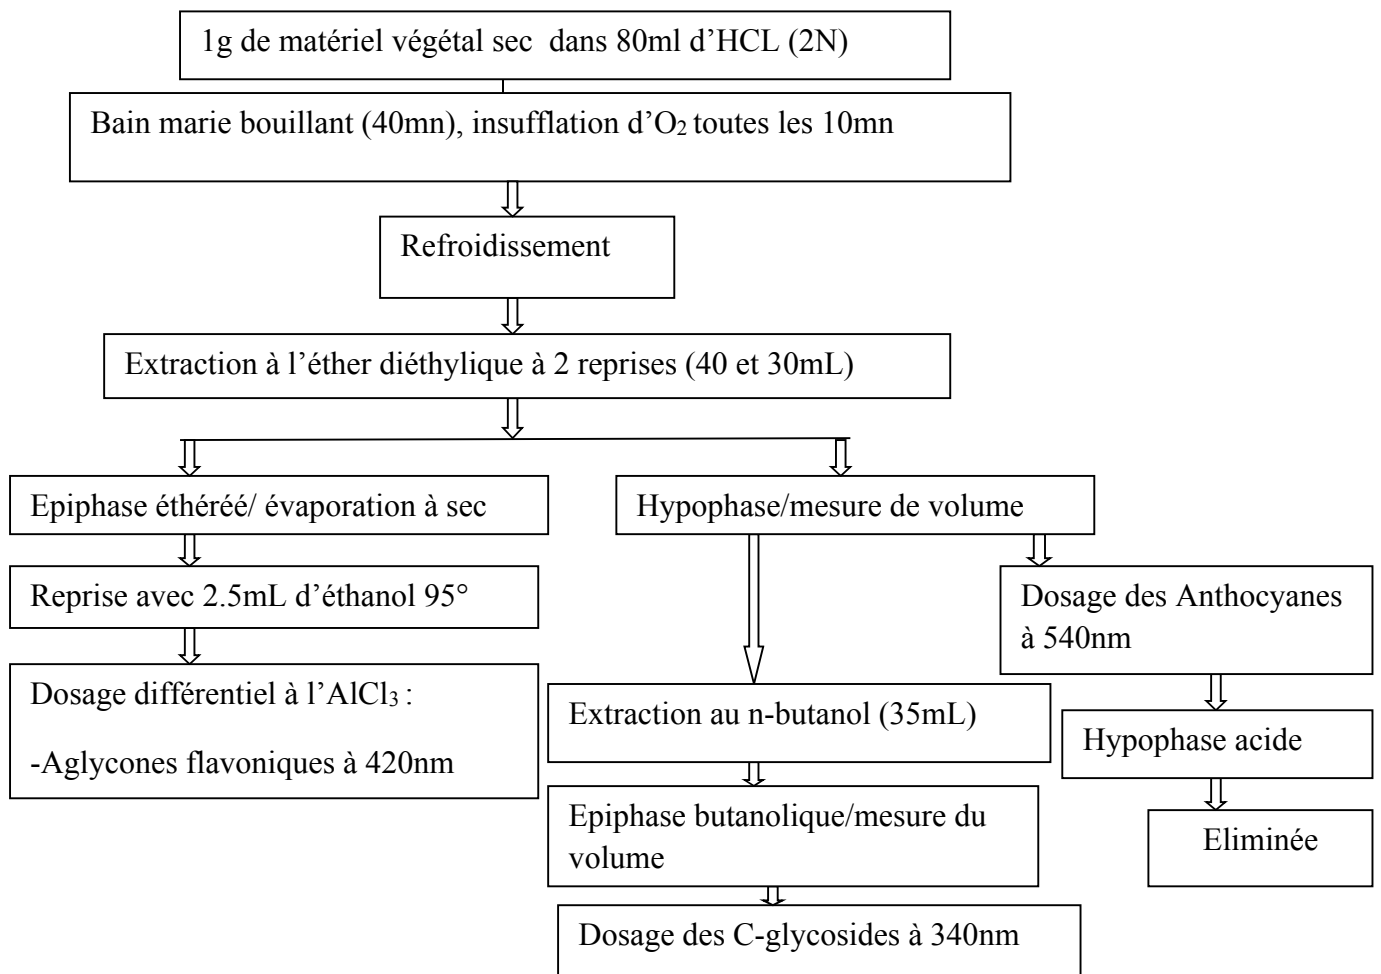 1g de matériel végétal sec  dans 80ml d’HCL (2N)
Bain marie bouillant (40mn), insufflation d’O₂ toutes les 10mn
Refroidissement
Extraction à l’éther diéthylique à 2 reprises (40 et 30mL)
Epiphase éthéréé/ évaporation à sec
Hypophase/mesure de volume
Reprise avec 2.5mL d’éthanol 95°
Dosage des Anthocyanes
à 540nm
Dosage différentiel à l’AlCl₃ :
-Aglycones flavoniques à 420nm
Extraction au n-butanol (35mL)
Hypophase acide
Epiphase butanolique/mesure du
volume
Eliminée
Dosage des C-glycosides à 340nm